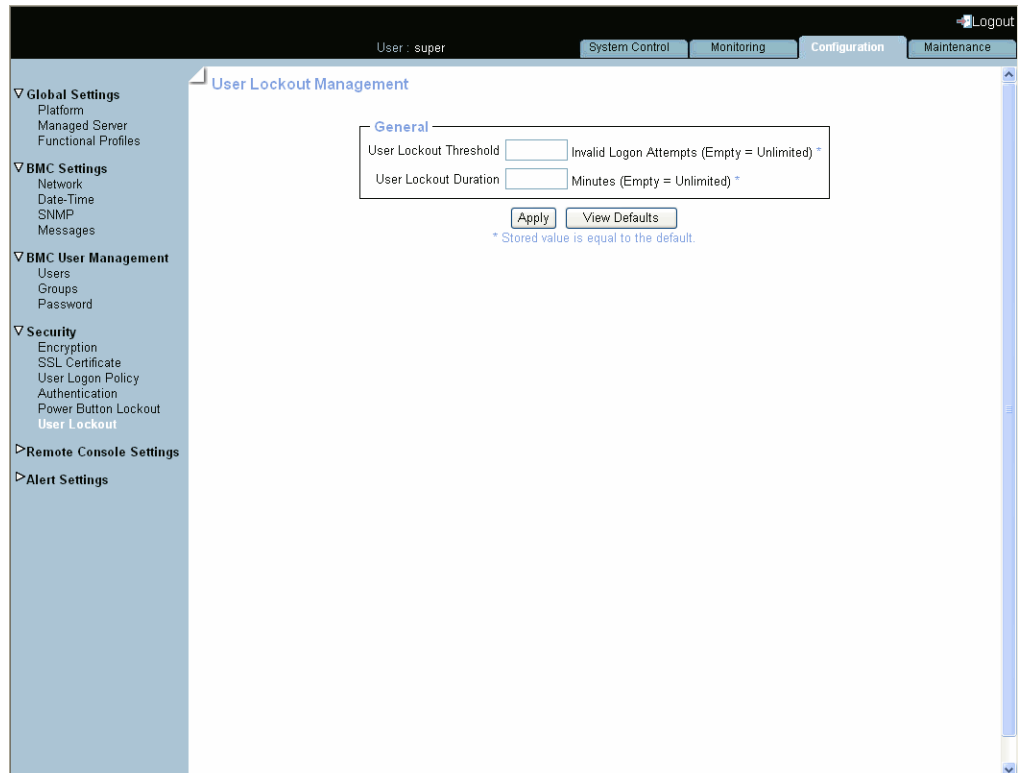 Logout
User : super
System Control
Monitoring
Configuration
Maintenance
Global Settings
Platform
Managed Server
Functional Profiles
BMC Settings
Network
Date-Time
SNMP
Messages
BMC User Management
Users
Groups
Password
Security
Encryption
SSL Certificate
User Logon Policy
Authentication
Power Button Lockout
User Lockout
Remote Console Settings
Alert Settings
User Lockout Management
General
User Lockout Threshold Invalid Logon Attempts (Empty = Unlimited) *
User Lockout Duration Minutes (Empty = Unlimited) *
Apply View Defaults
* Stored value is equal to the default.